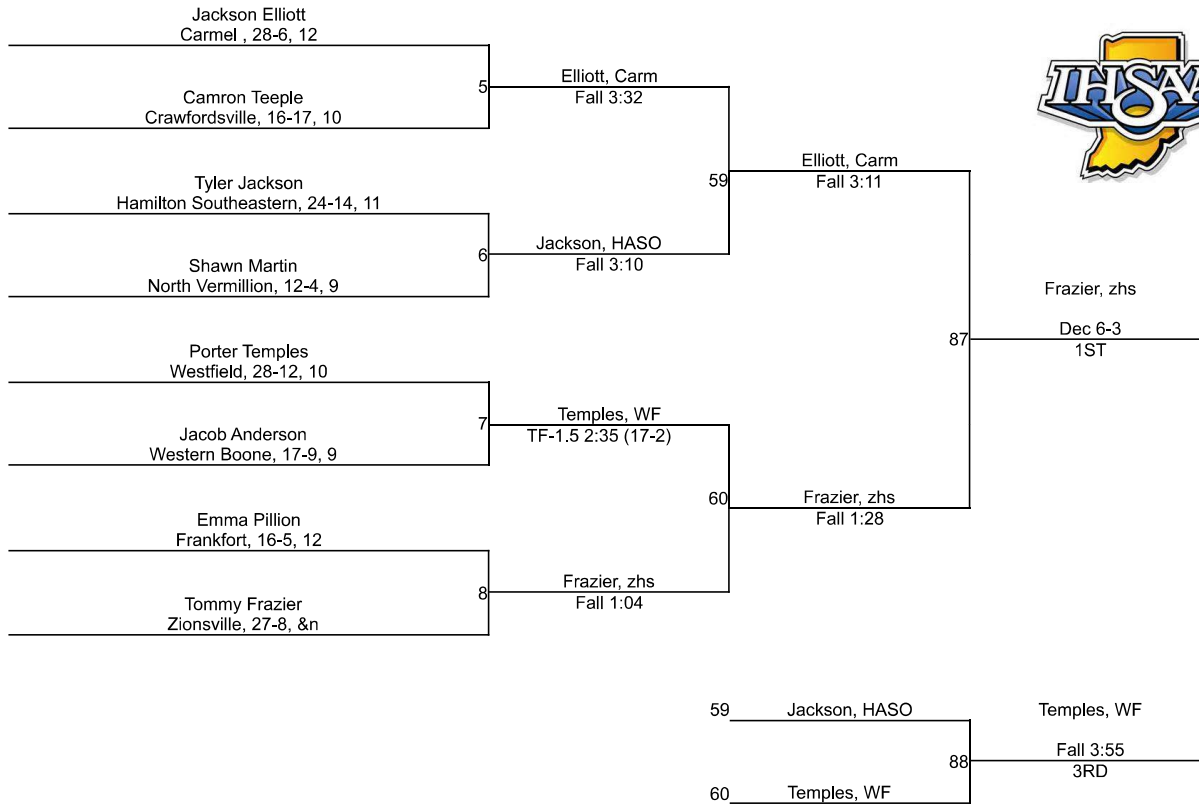 Jackson Elliott
Carmel , 28-6, 12
Camron Teeple
Crawfordsville, 16-17, 10
Tyler Jackson
Hamilton Southeastern, 24-14, 11
Shawn Martin
North Vermillion, 12-4, 9
Porter Temples
Westfield, 28-12, 10
Jacob Anderson
Western Boone, 17-9, 9
Emma Pillion
Frankfort, 16-5, 12
Tommy Frazier
Zionsville, 27-8, &n
5
Elliott, Carm
Fall 3:32
6
Jackson, HASO
Fall 3:10
7
Temples, WF
TF-1.5 2:35 (17-2)
8
Frazier, zhs
Fall 1:04
59
Elliott, Carm
Fall 3:11
60
Frazier, zhs
Fall 1:28
IHSAA
87
Frazier, zhs
Dec 6-3
1ST
59
Jackson, HASO
60
Temples, WF
88
Temples, WF
Fall 3:55
3RD